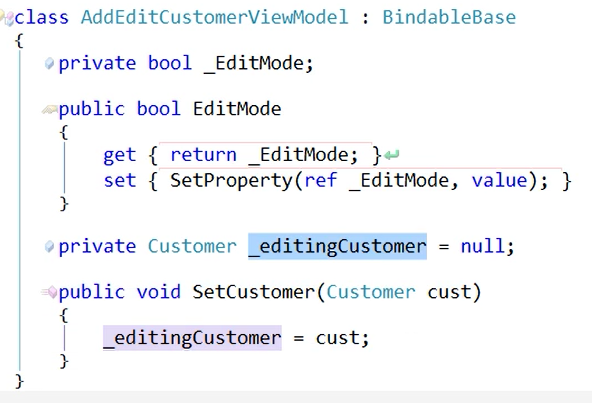 class AddEditCustomerViewModel : BindableBase
{
private bool _EditMode;
public bool EditMode
{
get { return _EditMode; }
set { SetProperty(ref _EditMode, value); }
}
private Customer _editingCustomer = null;
public void SetCustomer(Customer cust)
{
_editingCustomer = cust;
}
}